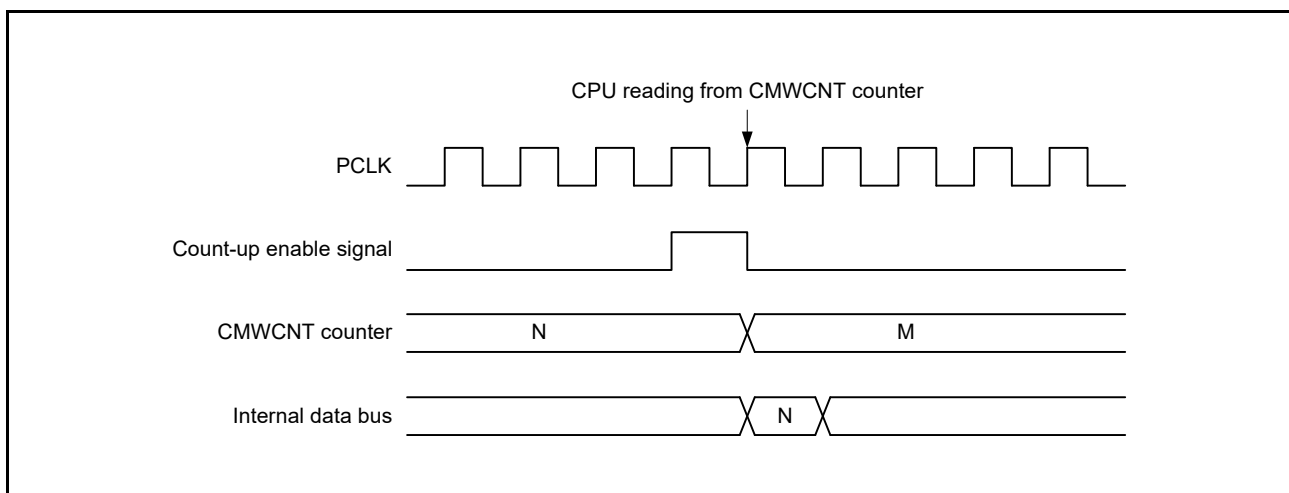 CPU reading from CMWCNT counter
PCLK
Count-up enable signal
CMWCNT counter
N
M
Internal data bus
N